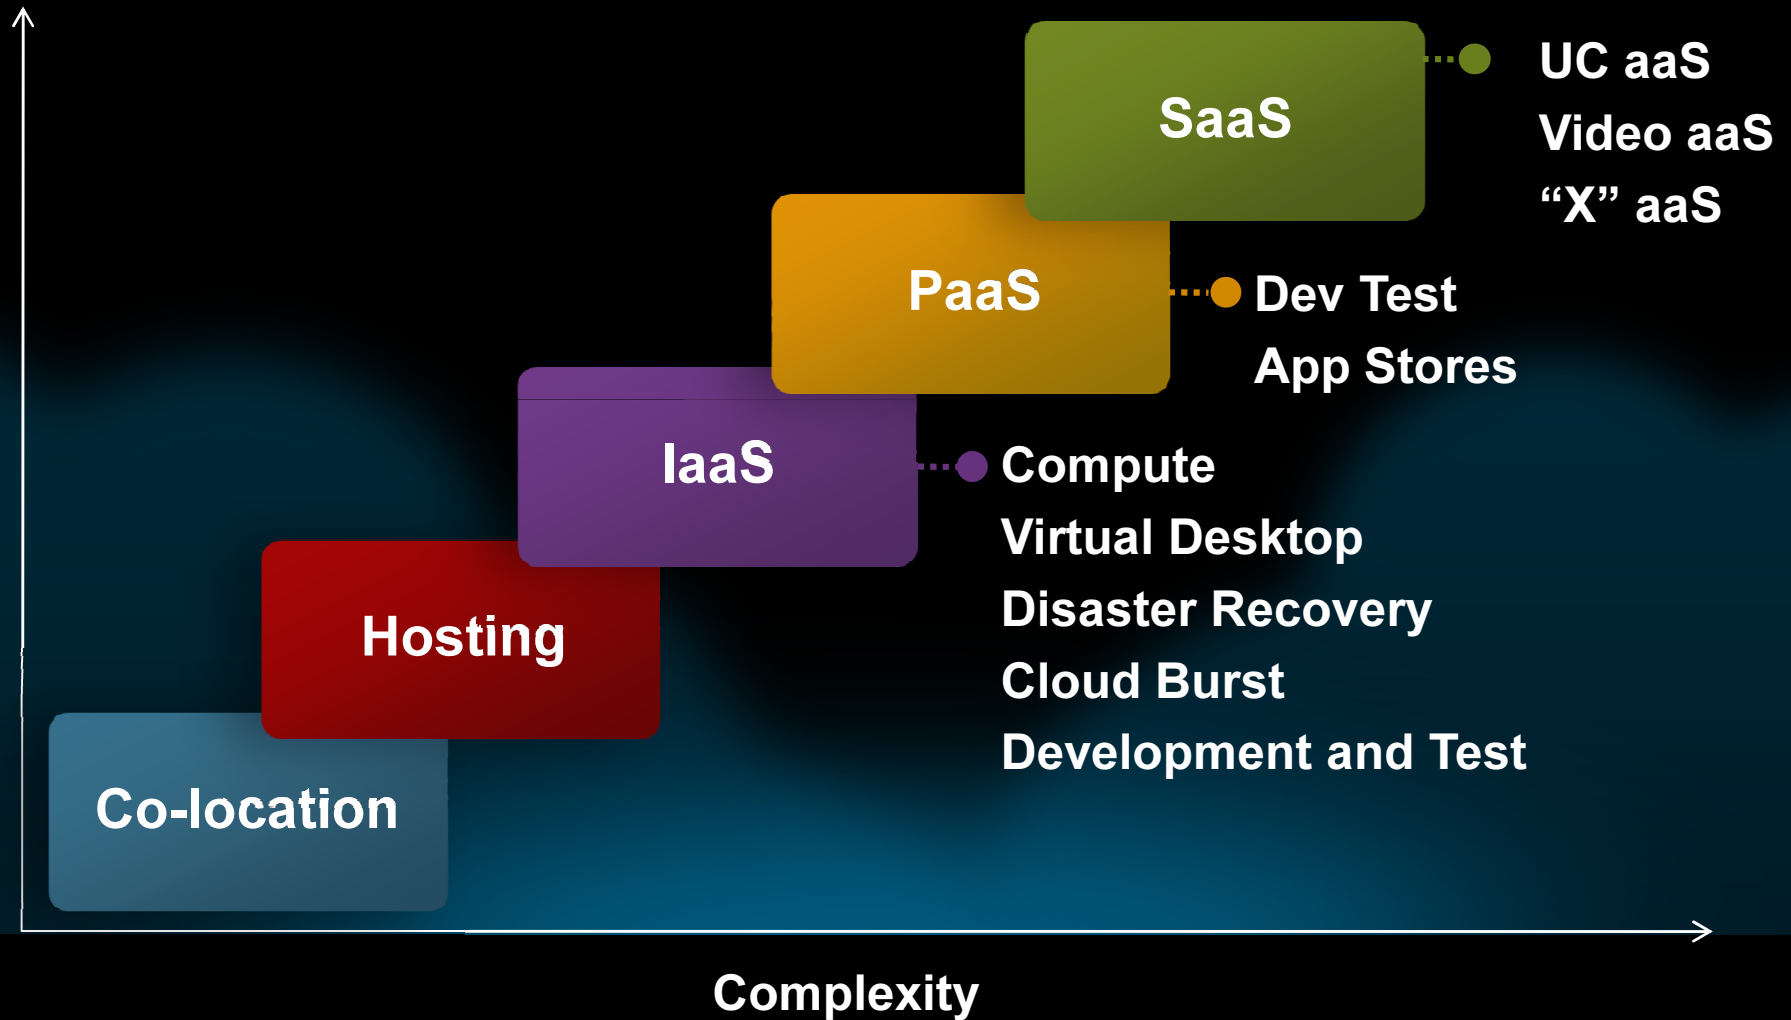 SaaS
UC aaS
Video aaS
“X” aaS
PaaS
Dev Test
App Stores
IaaS
Compute
Virtual Desktop
Disaster Recovery
Cloud Burst
Development and Test
Hosting
Co-location
Complexity